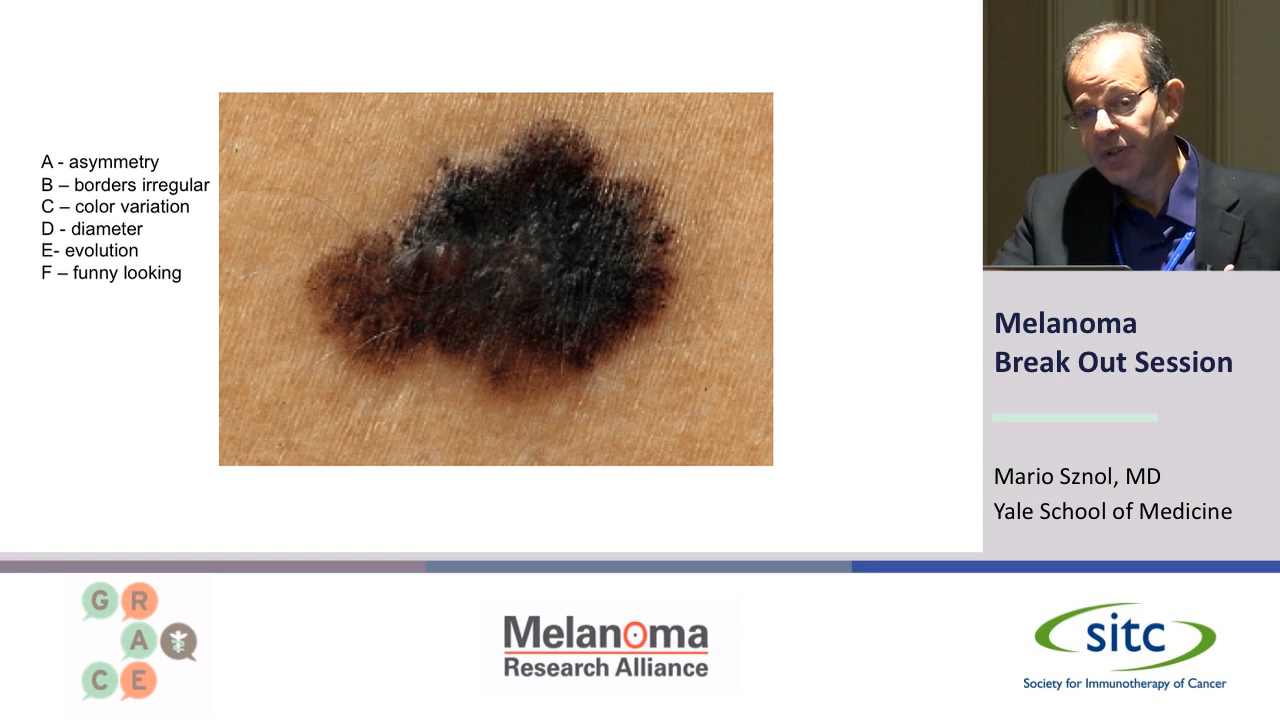 A - asymmetry
B – borders irregular
C – color variation
D - diameter
E- evolution
F – funny looking
Melanoma
Break Out Session
Mario Sznol, MD
Yale School of Medicine
G R
A
C E
Melanoma
Research Alliance
sitc
Society for Immunotherapy of Cancer